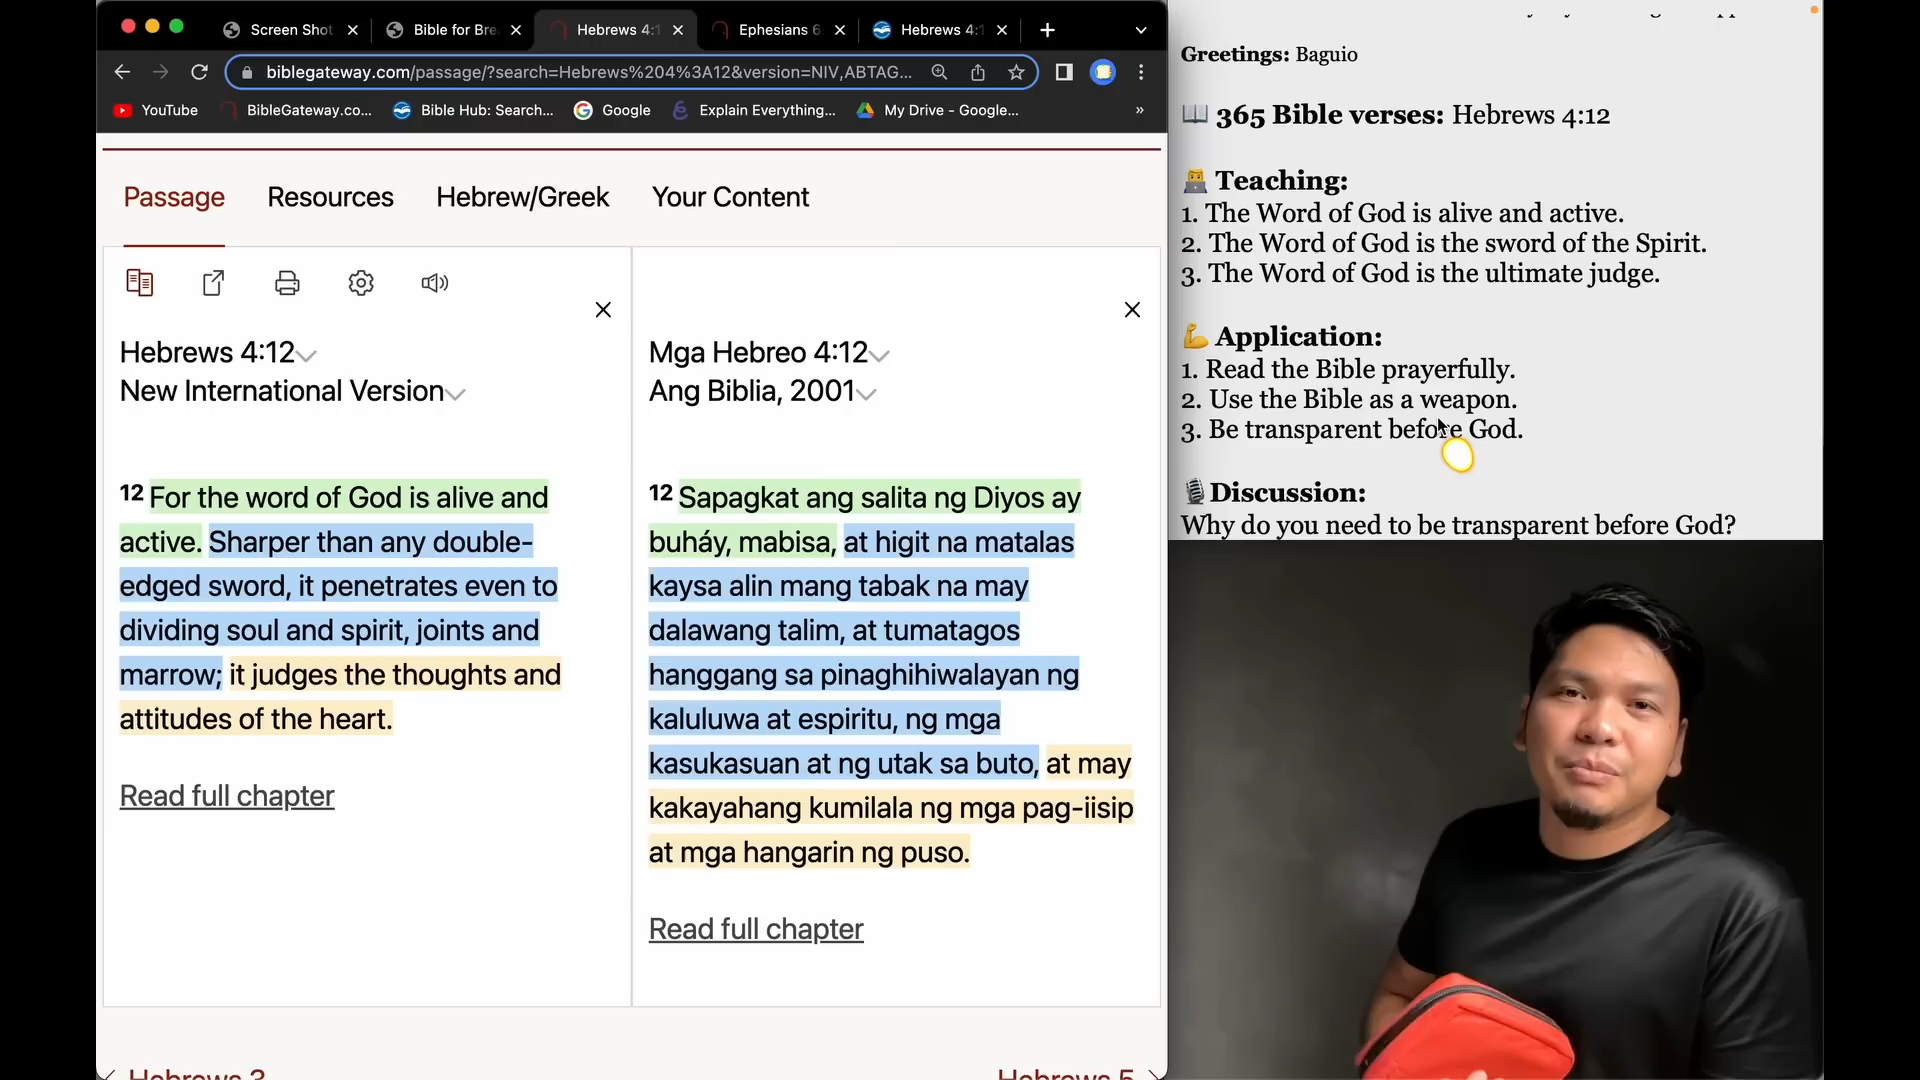 Screen Shot
Bible for Bre
Hebrews 4:1
Ephesians 6
Hebrews 4:1
biblegateway.com/passage/?search=Hebrews%204%3A12&version=NIV,ABTAG...
YouTube
BibleGateway.co...
Bible Hub: Search...
Google
Explain Everything...
My Drive - Google...
»
Passage
Resources
Hebrew/Greek
Your Content
Hebrews 4:12
New International Version
12 For the word of God is alive and
active. Sharper than any double-
edged sword, it penetrates even to
dividing soul and spirit, joints and
marrow; it judges the thoughts and
attitudes of the heart.
Read full chapter
Mga Hebreo 4:12
Ang Biblia, 2001
12 Sapagkat ang salita ng Diyos ay
buháy, mabisa, at higit na matalas
kaysa alin mang tabak na may
dalawang talim, at tumatagos
hanggang sa pinaghihiwalayan ng
kaluluwa at espiritu, ng mga
kasukasuan at ng utak sa buto, at may
kakayahang kumilala ng mga pag-iisip
at mga hangarin ng puso.
Read full chapter
Hebrews 3
Hebrews 5
Greetings: Baguio
365 Bible verses: Hebrews 4:12
Teaching:
1. The Word of God is alive and active.
2. The Word of God is the sword of the Spirit.
3. The Word of God is the ultimate judge.
Application:
1. Read the Bible prayerfully.
2. Use the Bible as a weapon.
3. Be transparent before God.
Discussion:
Why do you need to be transparent before God?